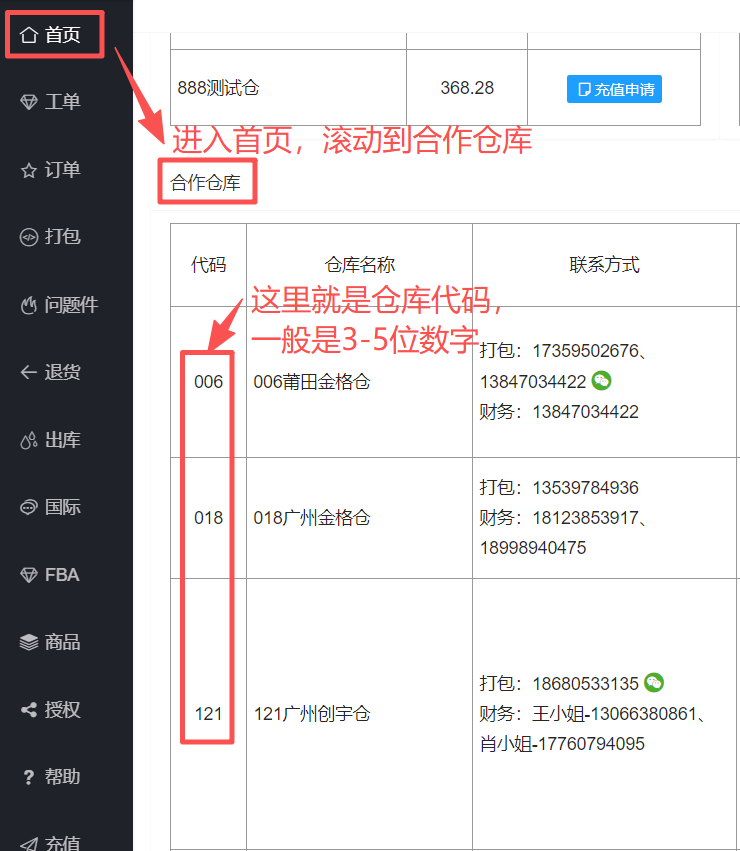 首页
工单
订单
打包
问题件
退货
出库
国际
FBA
商品
授权
帮助
充值
888测试仓
368.28
充值申请
进入首页，滚动到合作仓库
合作仓库
代码
仓库名称
联系方式
这里就是仓库代码，
一般是3-5位数字
006
006莆田金格仓
打包：17359502676、
13847034422
财务：13847034422
018
018广州金格仓
打包：13539784936
财务：18123853917、
18998940475
121
121广州创宇仓
打包：18680533135
财务：王小姐-13066380861、
肖小姐-17760794095